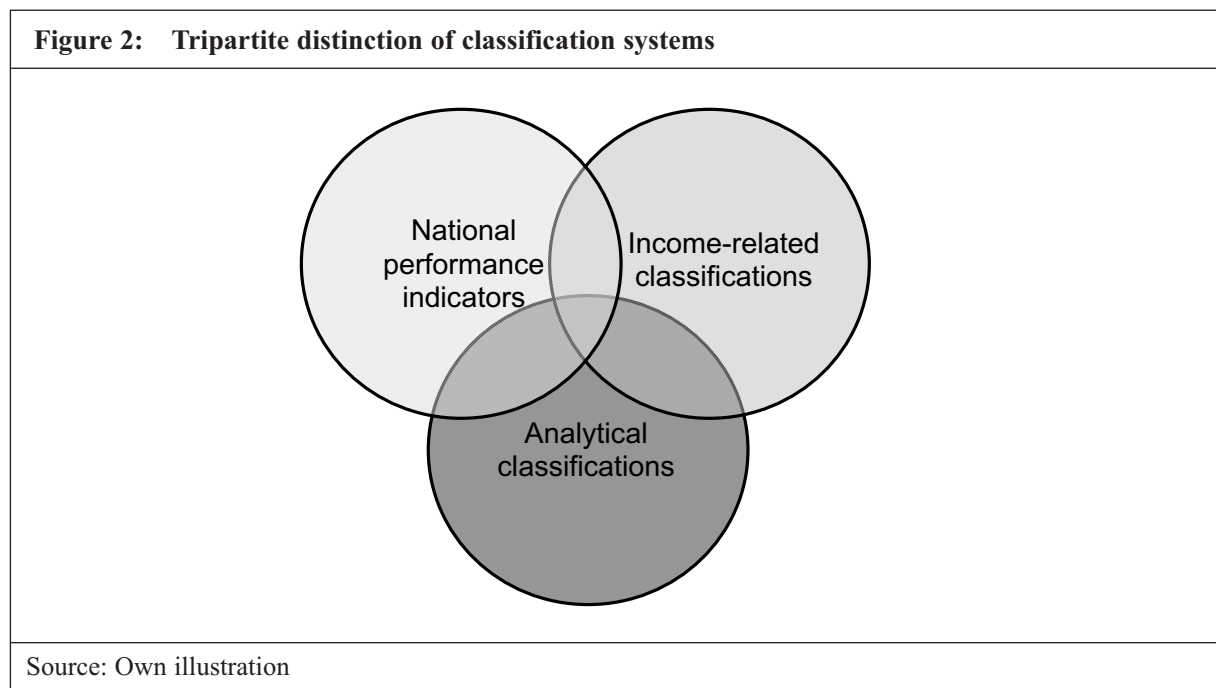 Figure 2: Tripartite distinction of classification systems
National
performance
indicators
Income-related
classifications
Analytical
classifications
Source: Own illustration